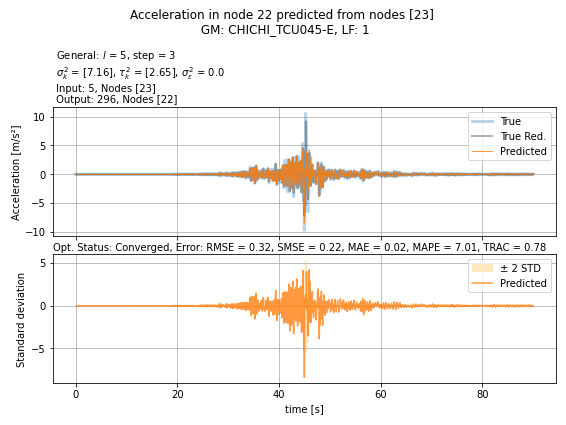 Acceleration in node 22 predicted from nodes [23]
GM: CHICHI_TCU045-E, LF: 1
General: l = 5, step = 3
σ²ₖ = [7.16], τ²ₖ = [2.65], σ²ε = 0.0
Input: 5, Nodes [23]
Output: 296, Nodes [22]
Acceleration [m/s²]
10
5
0
−5
−10
True
True Red.
Predicted
Opt. Status: Converged, Error: RMSE = 0.32, SMSE = 0.22, MAE = 0.02, MAPE = 7.01, TRAC = 0.78
Standard deviation
5
0
−5
± 2 STD
Predicted
0 20 40 60 80
time [s]